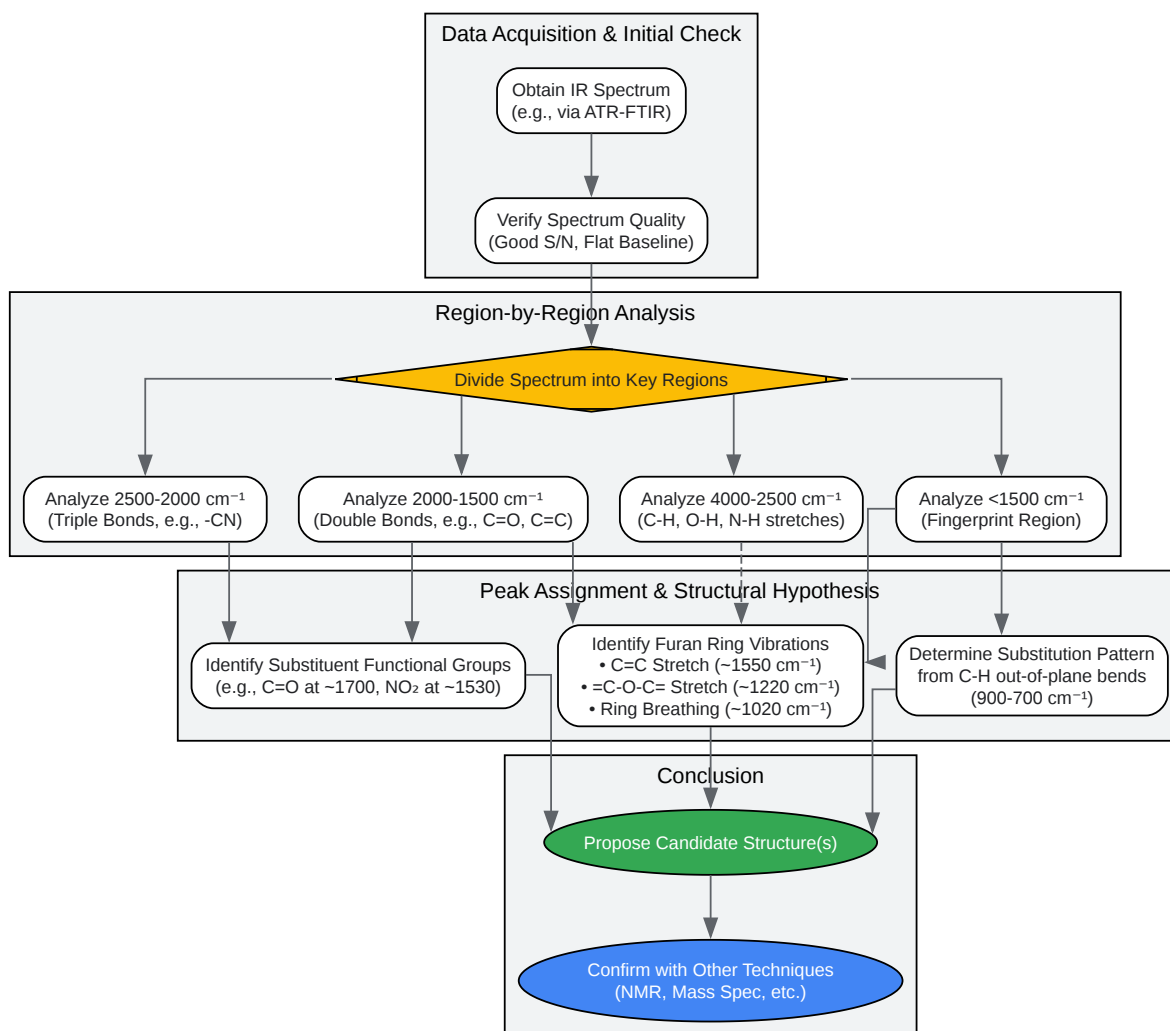 Data Acquisition & Initial Check
Obtain IR Spectrum
(e.g., via ATR-FTIR)
Verify Spectrum Quality
(Good S/N, Flat Baseline)
Region-by-Region Analysis
Divide Spectrum into Key Regions
Analyze 2500-2000 cm⁻¹
(Triple Bonds, e.g., -CN)
Analyze 2000-1500 cm⁻¹
(Double Bonds, e.g., C=O, C=C)
Analyze 4000-2500 cm⁻¹
(C-H, O-H, N-H stretches)
Analyze <1500 cm⁻¹
(Fingerprint Region)
Peak Assignment & Structural Hypothesis
Identify Substituent Functional Groups
(e.g., C=O at ~1700, NO₂ at ~1530)
Identify Furan Ring Vibrations
• C=C Stretch (~1550 cm⁻¹)
• =C-O-C= Stretch (~1220 cm⁻¹)
• Ring Breathing (~1020 cm⁻¹)
Determine Substitution Pattern
from C-H out-of-plane bends
(900-700 cm⁻¹)
Conclusion
Propose Candidate Structure(s)
Confirm with Other Techniques
(NMR, Mass Spec, etc.)